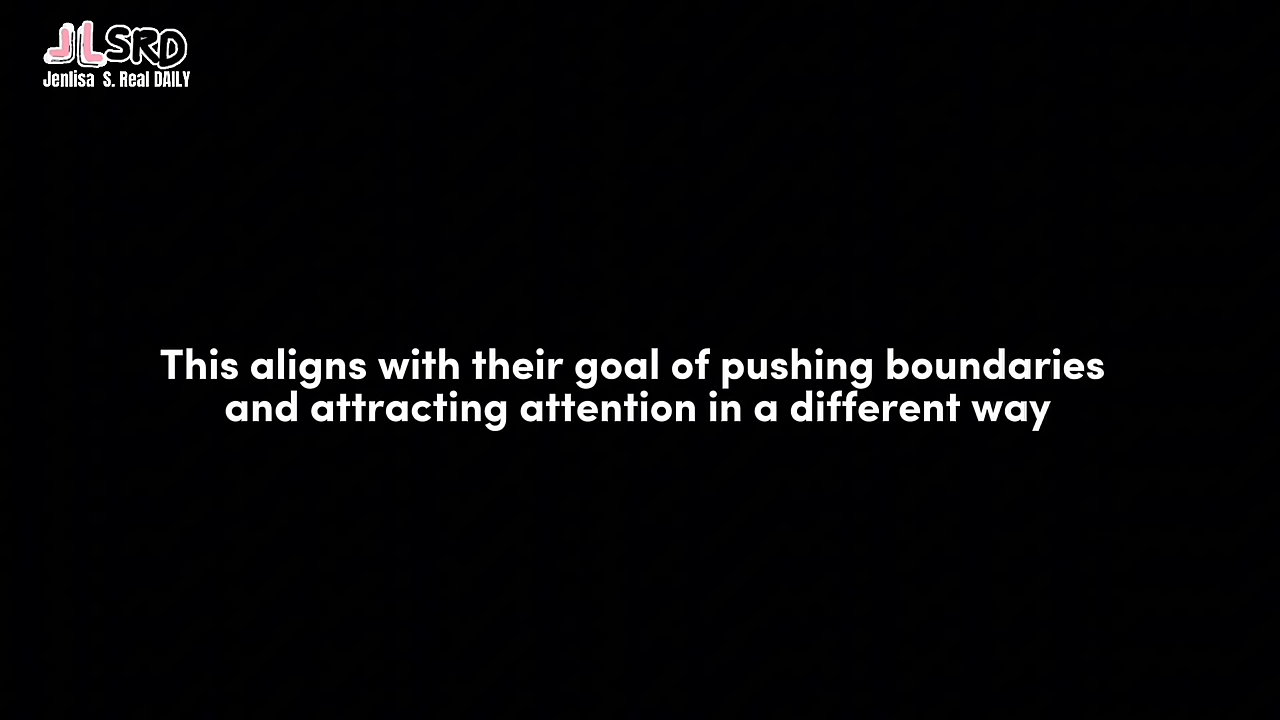 JLSRD
Jenlisa S. Real DAILY
This aligns with their goal of pushing boundaries
and attracting attention in a different way